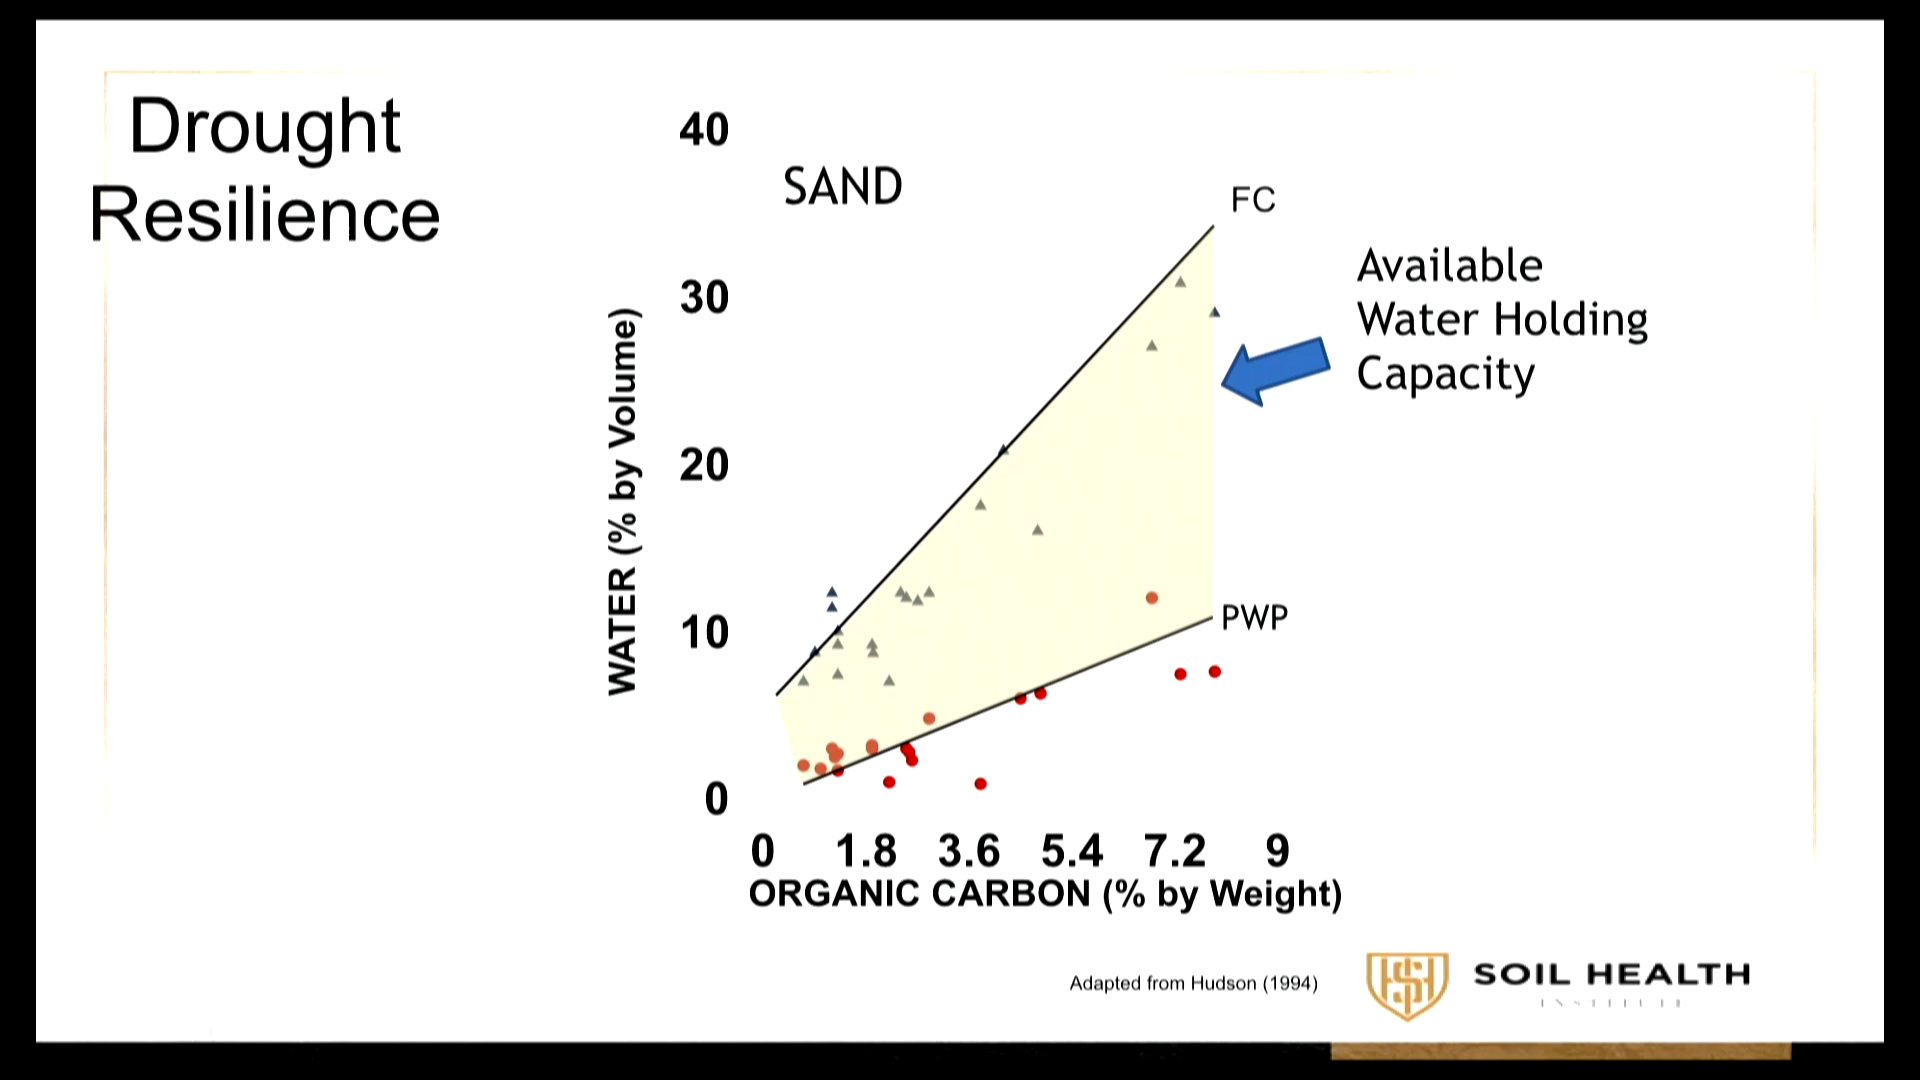 Drought
Resilience
40
SAND
FC
Available
Water Holding
Capacity
30
WATER (% by Volume)
20
10
PWP
0
0 1.8 3.6 5.4 7.2 9
ORGANIC CARBON (% by Weight)
Adapted from Hudson (1994)
SOIL HEALTH
INSTITUTE